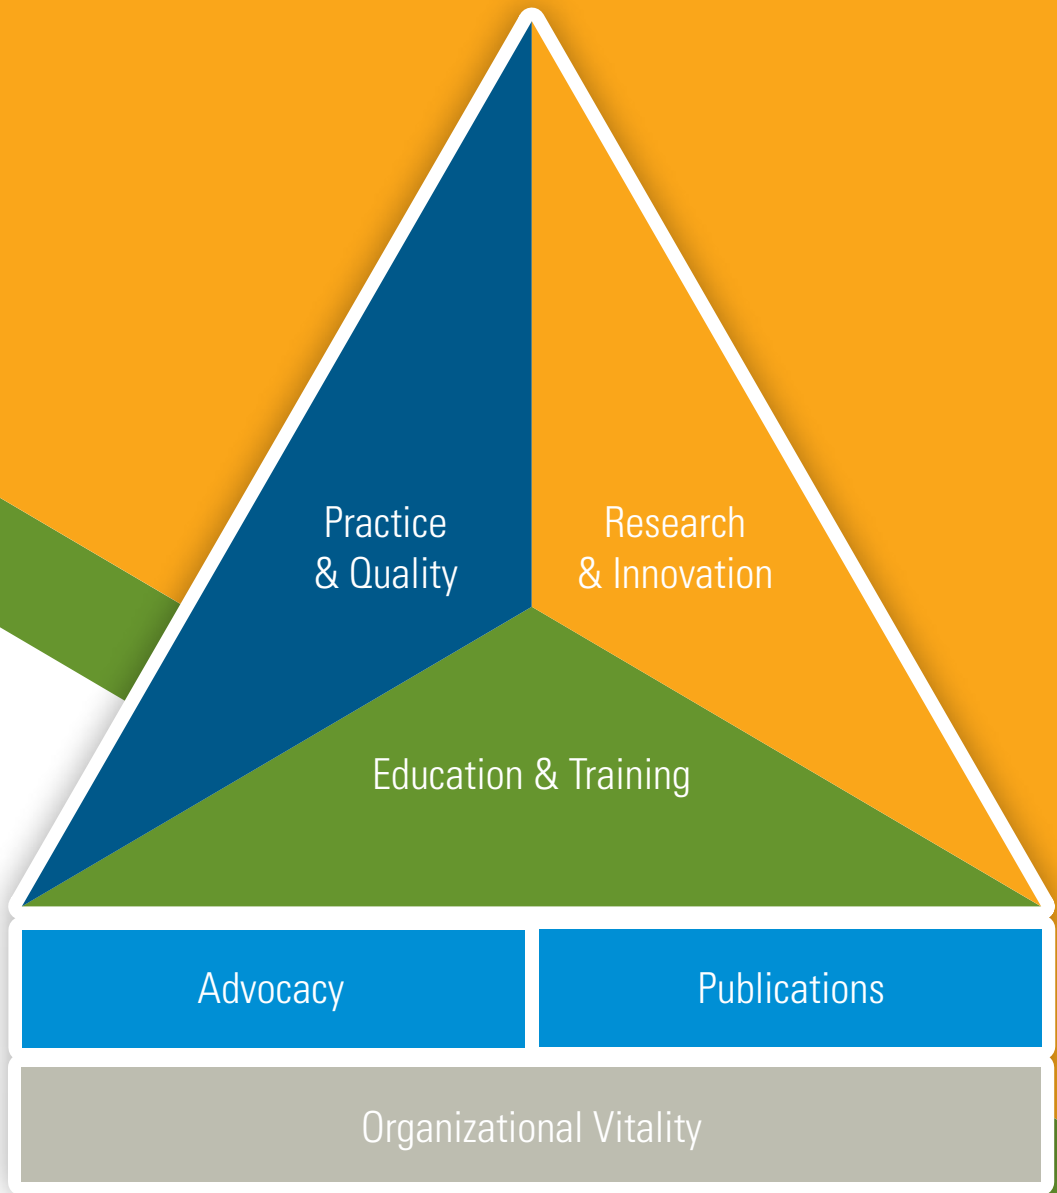 Practice
& Quality
Research
& Innovation
Education & Training
Advocacy
Publications
Organizational Vitality